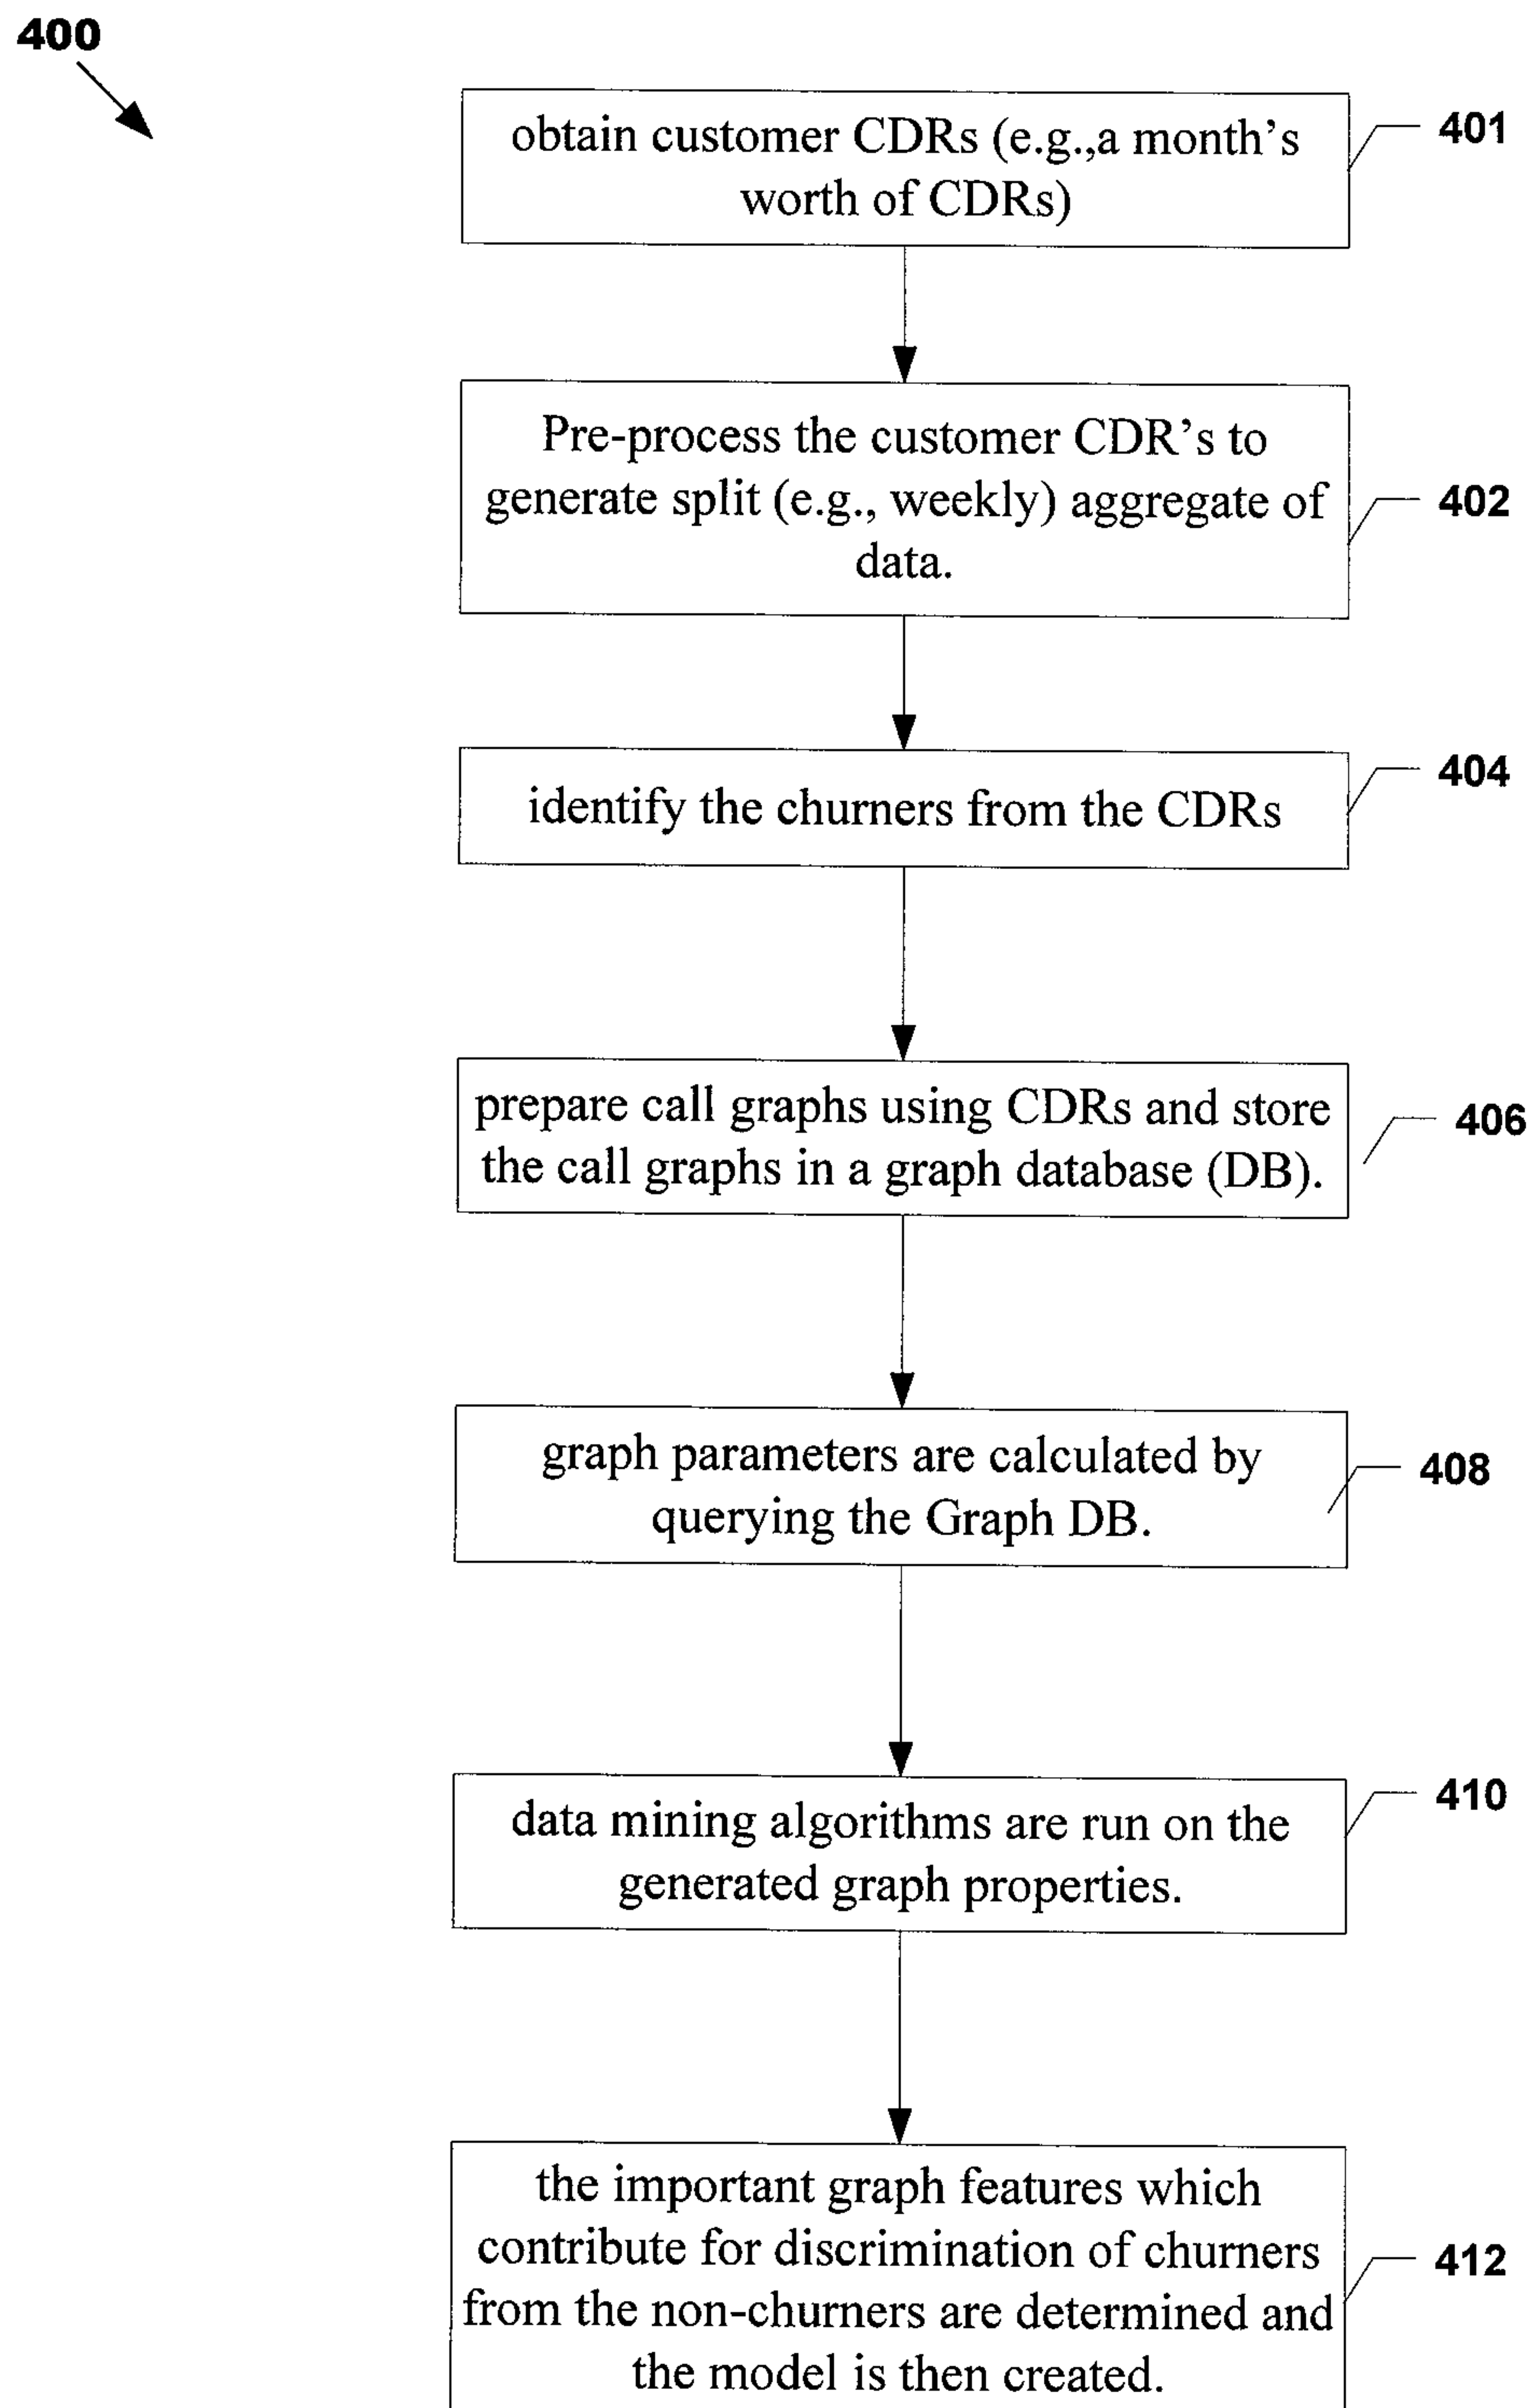 400
obtain customer CDRs (e.g.,a month's
worth of CDRs)
401
Pre-process the customer CDR's to
generate split (e.g., weekly) aggregate of
data.
402
identify the churners from the CDRs
404
prepare call graphs using CDRs and store
the call graphs in a graph database (DB).
406
graph parameters are calculated by
querying the Graph DB.
408
data mining algorithms are run on the
generated graph properties.
410
the important graph features which
contribute for discrimination of churners
from the non-churners are determined and
the model is then created.
412